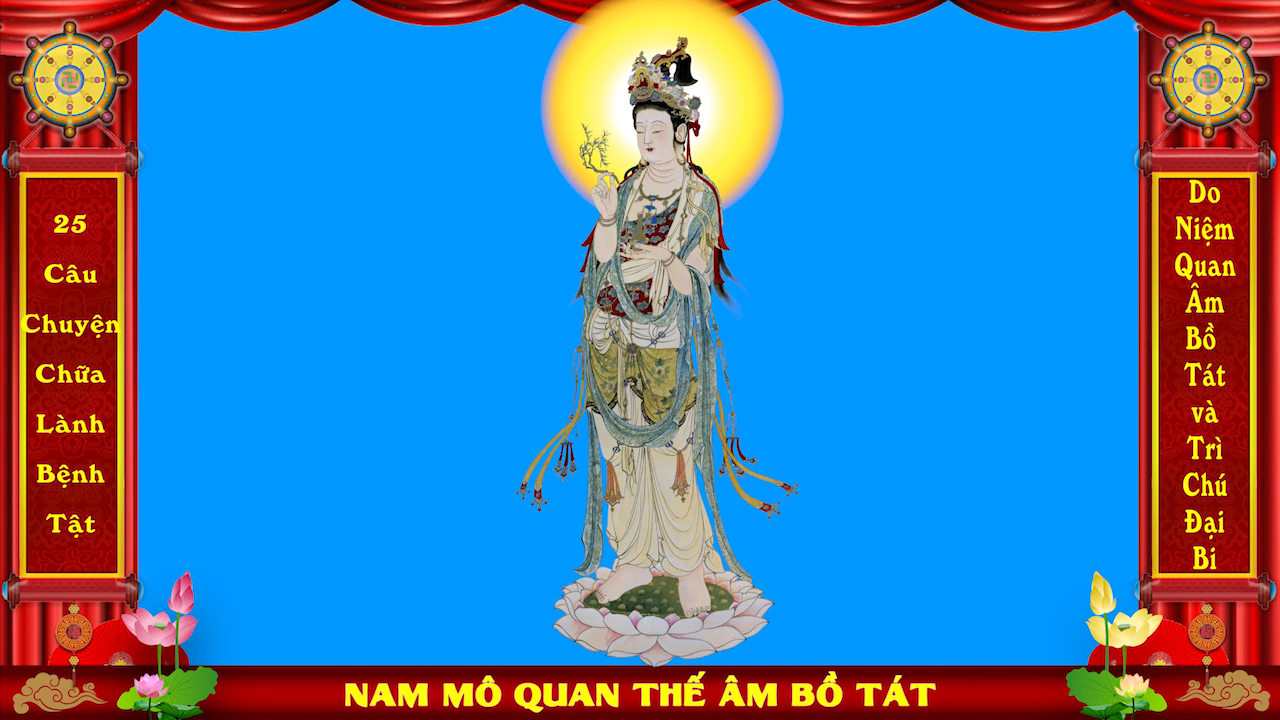 25
Câu
Chuyện
Chữa
Lành
Bệnh
Tật
Do
Niệm
Quan
Âm
Bồ
Tát
và
Trì
Chú
Đại
Bi
NAM MÔ QUAN THẾ ÂM BỒ TÁT